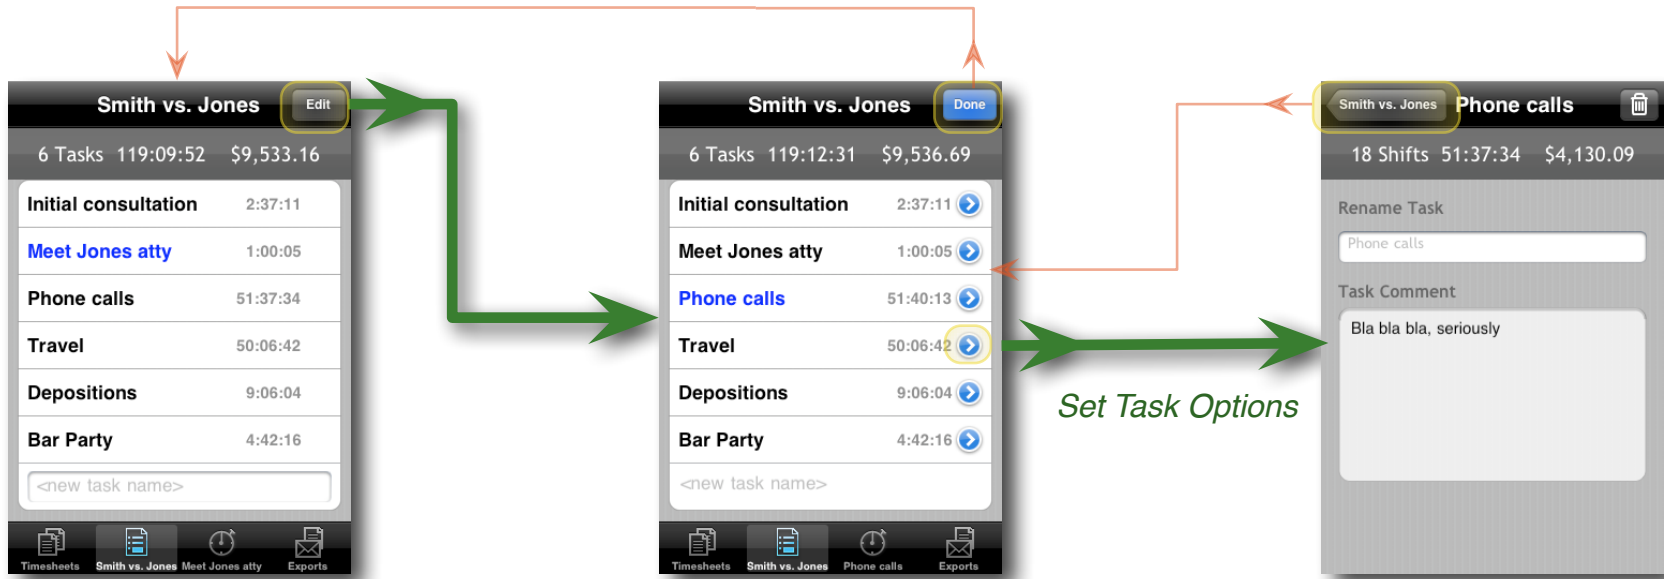 Smith vs. Jones Edit
6 Tasks 119:09:52 $9,533.16
Initial consultation 2:37:11
Meet Jones atty 1:00:05
Phone calls 51:37:34
Travel 50:06:42
Depositions 9:06:04
Bar Party 4:42:16
<new task name>
Timesheets Smith vs. Jones Meet Jones atty Exports
Smith vs. Jones Done
6 Tasks 119:12:31 $9,536.69
Initial consultation 2:37:11
Meet Jones atty 1:00:05
Phone calls 51:40:13
Travel 50:06:42
Depositions 9:06:04
Bar Party 4:42:16
<new task name>
Timesheets Smith vs. Jones Phone calls Exports
Set Task Options
Smith vs. Jones Phone calls
18 Shifts 51:37:34 $4,130.09
Rename Task
Phone calls
Task Comment
Bla bla bla, seriously